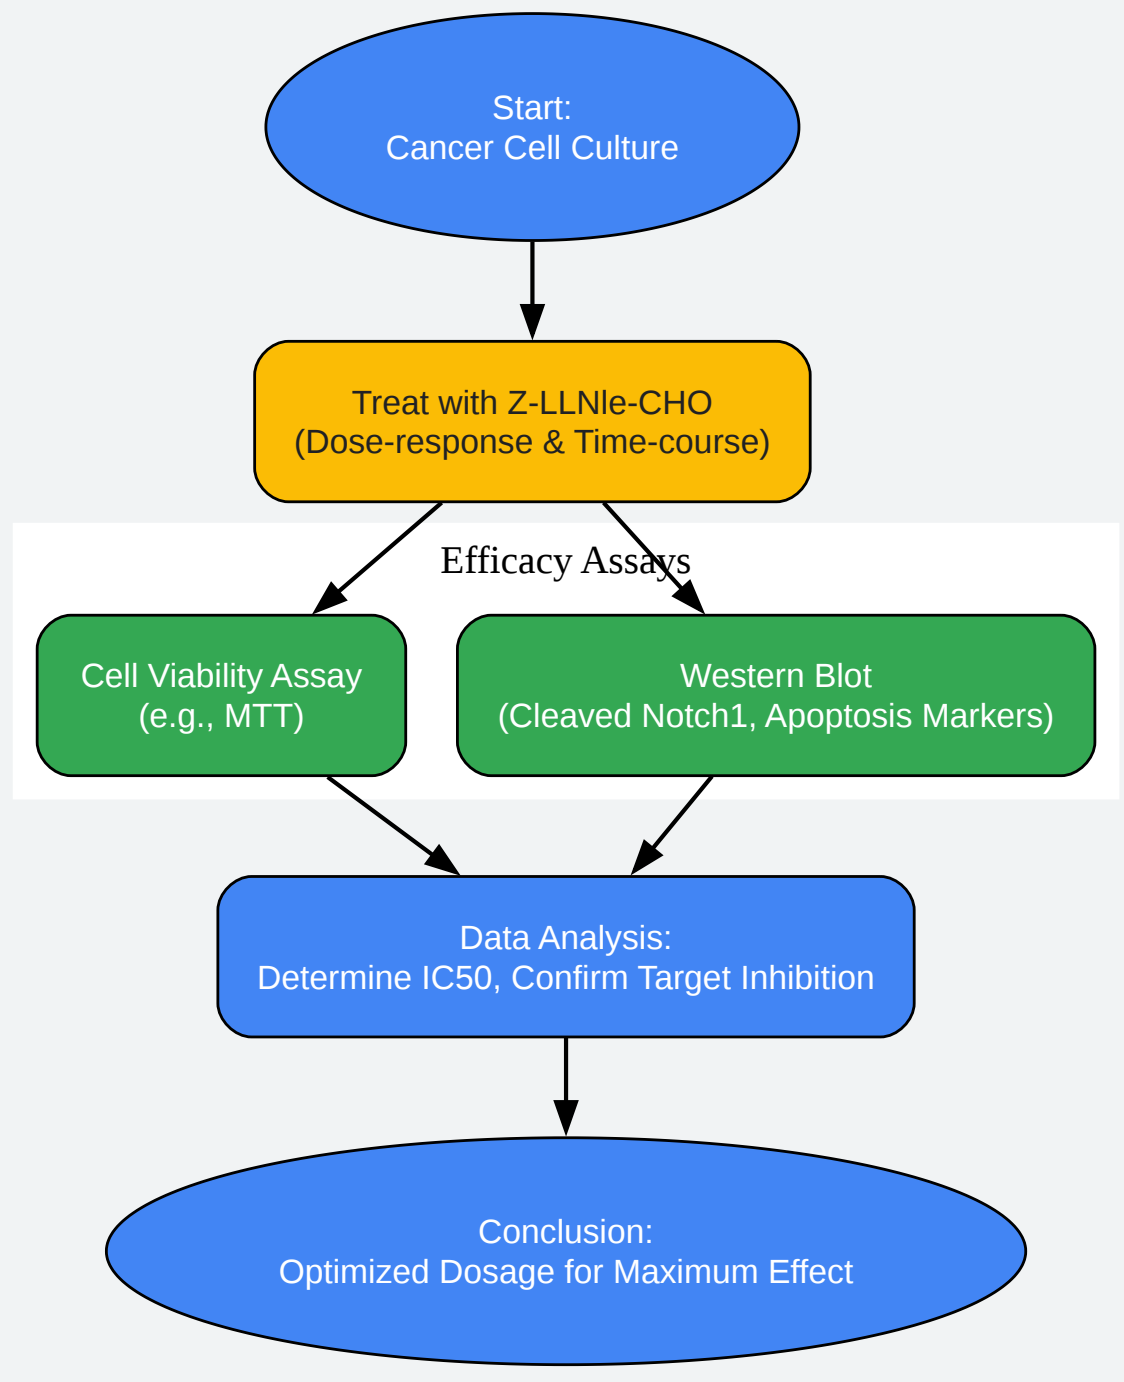 Start:
Cancer Cell Culture
Treat with Z-LLNle-CHO
(Dose-response & Time-course)
Efficacy Assays
Cell Viability Assay
(e.g., MTT)
Western Blot
(Cleaved Notch1, Apoptosis Markers)
Data Analysis:
Determine IC50, Confirm Target Inhibition
Conclusion:
Optimized Dosage for Maximum Effect